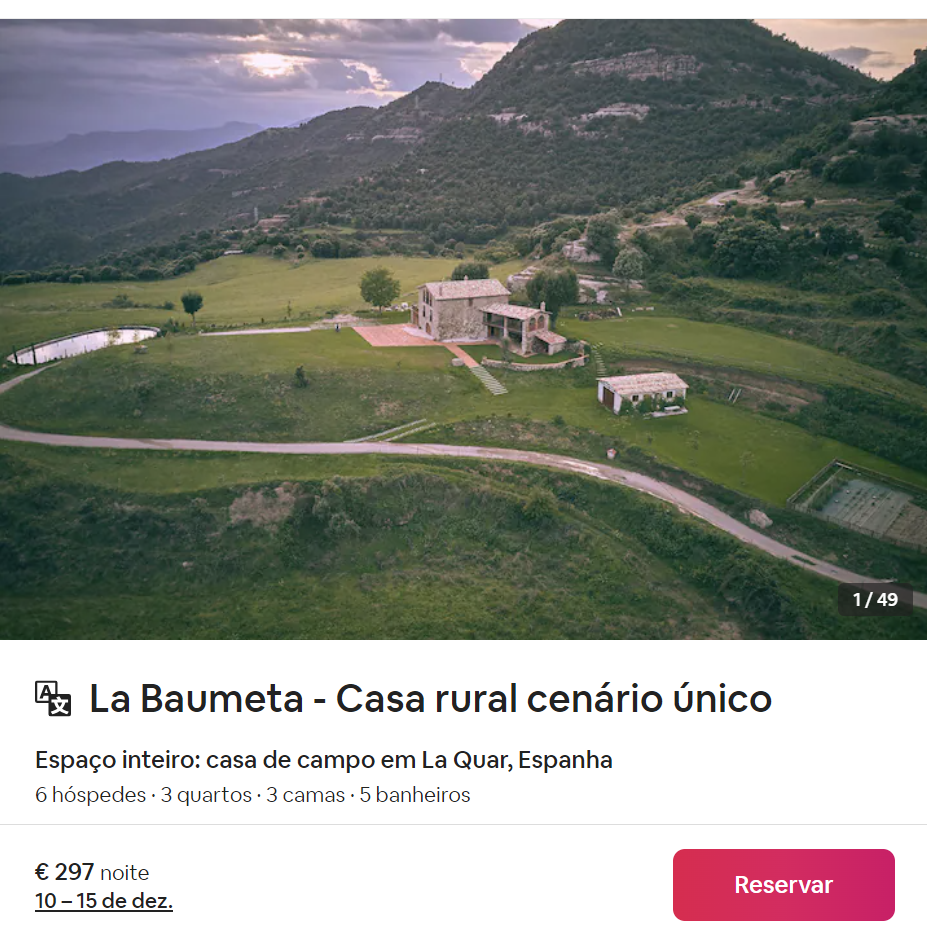 1 / 49
A 文
La Baumeta - Casa rural cenário único
Espaço inteiro: casa de campo em La Quar, Espanha
6 hóspedes · 3 quartos · 3 camas · 5 banheiros
€ 297 noite
10 – 15 de dez.
Reservar